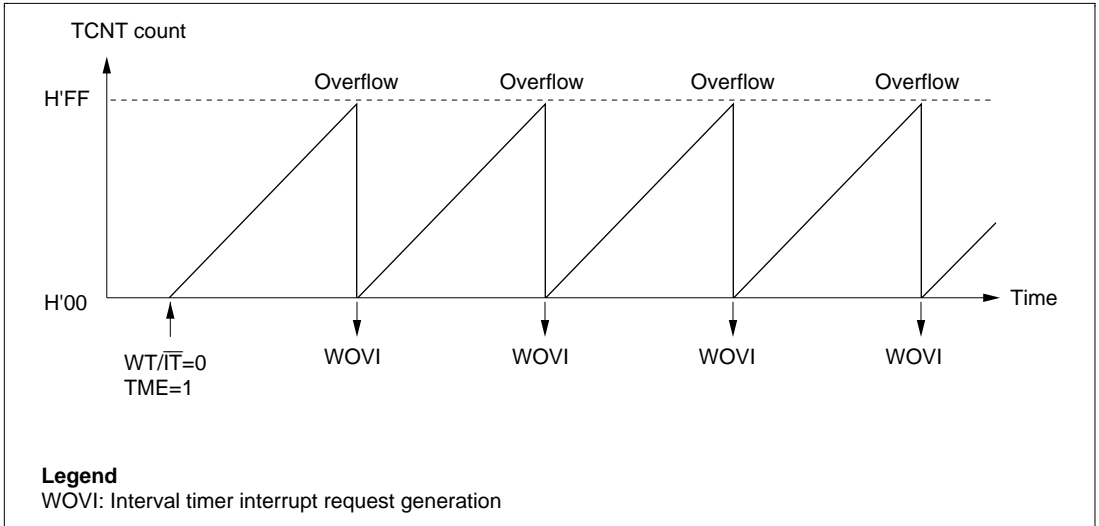 TCNT count
Overflow Overflow Overflow Overflow
H'FF
H'00
Time
WT/I̅T̅=0
TME=1
WOVI WOVI WOVI WOVI
Legend
WOVI: Interval timer interrupt request generation